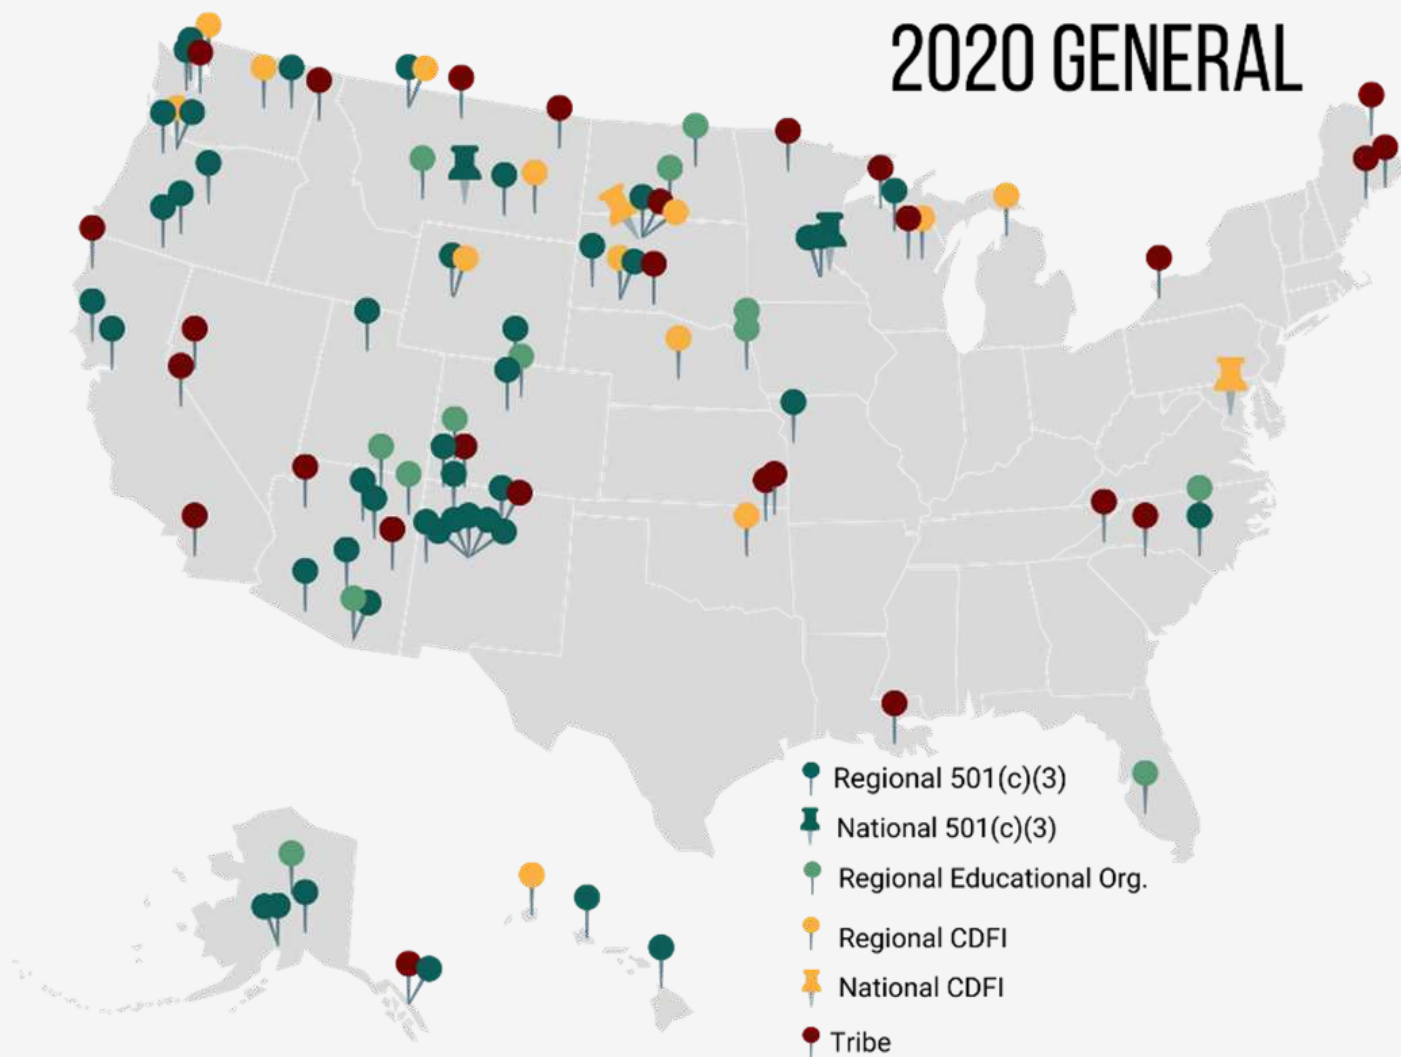 2020 GENERAL
Regional 501(c)(3)
National 501(c)(3)
Regional Educational Org.
Regional CDFI
National CDFI
Tribe